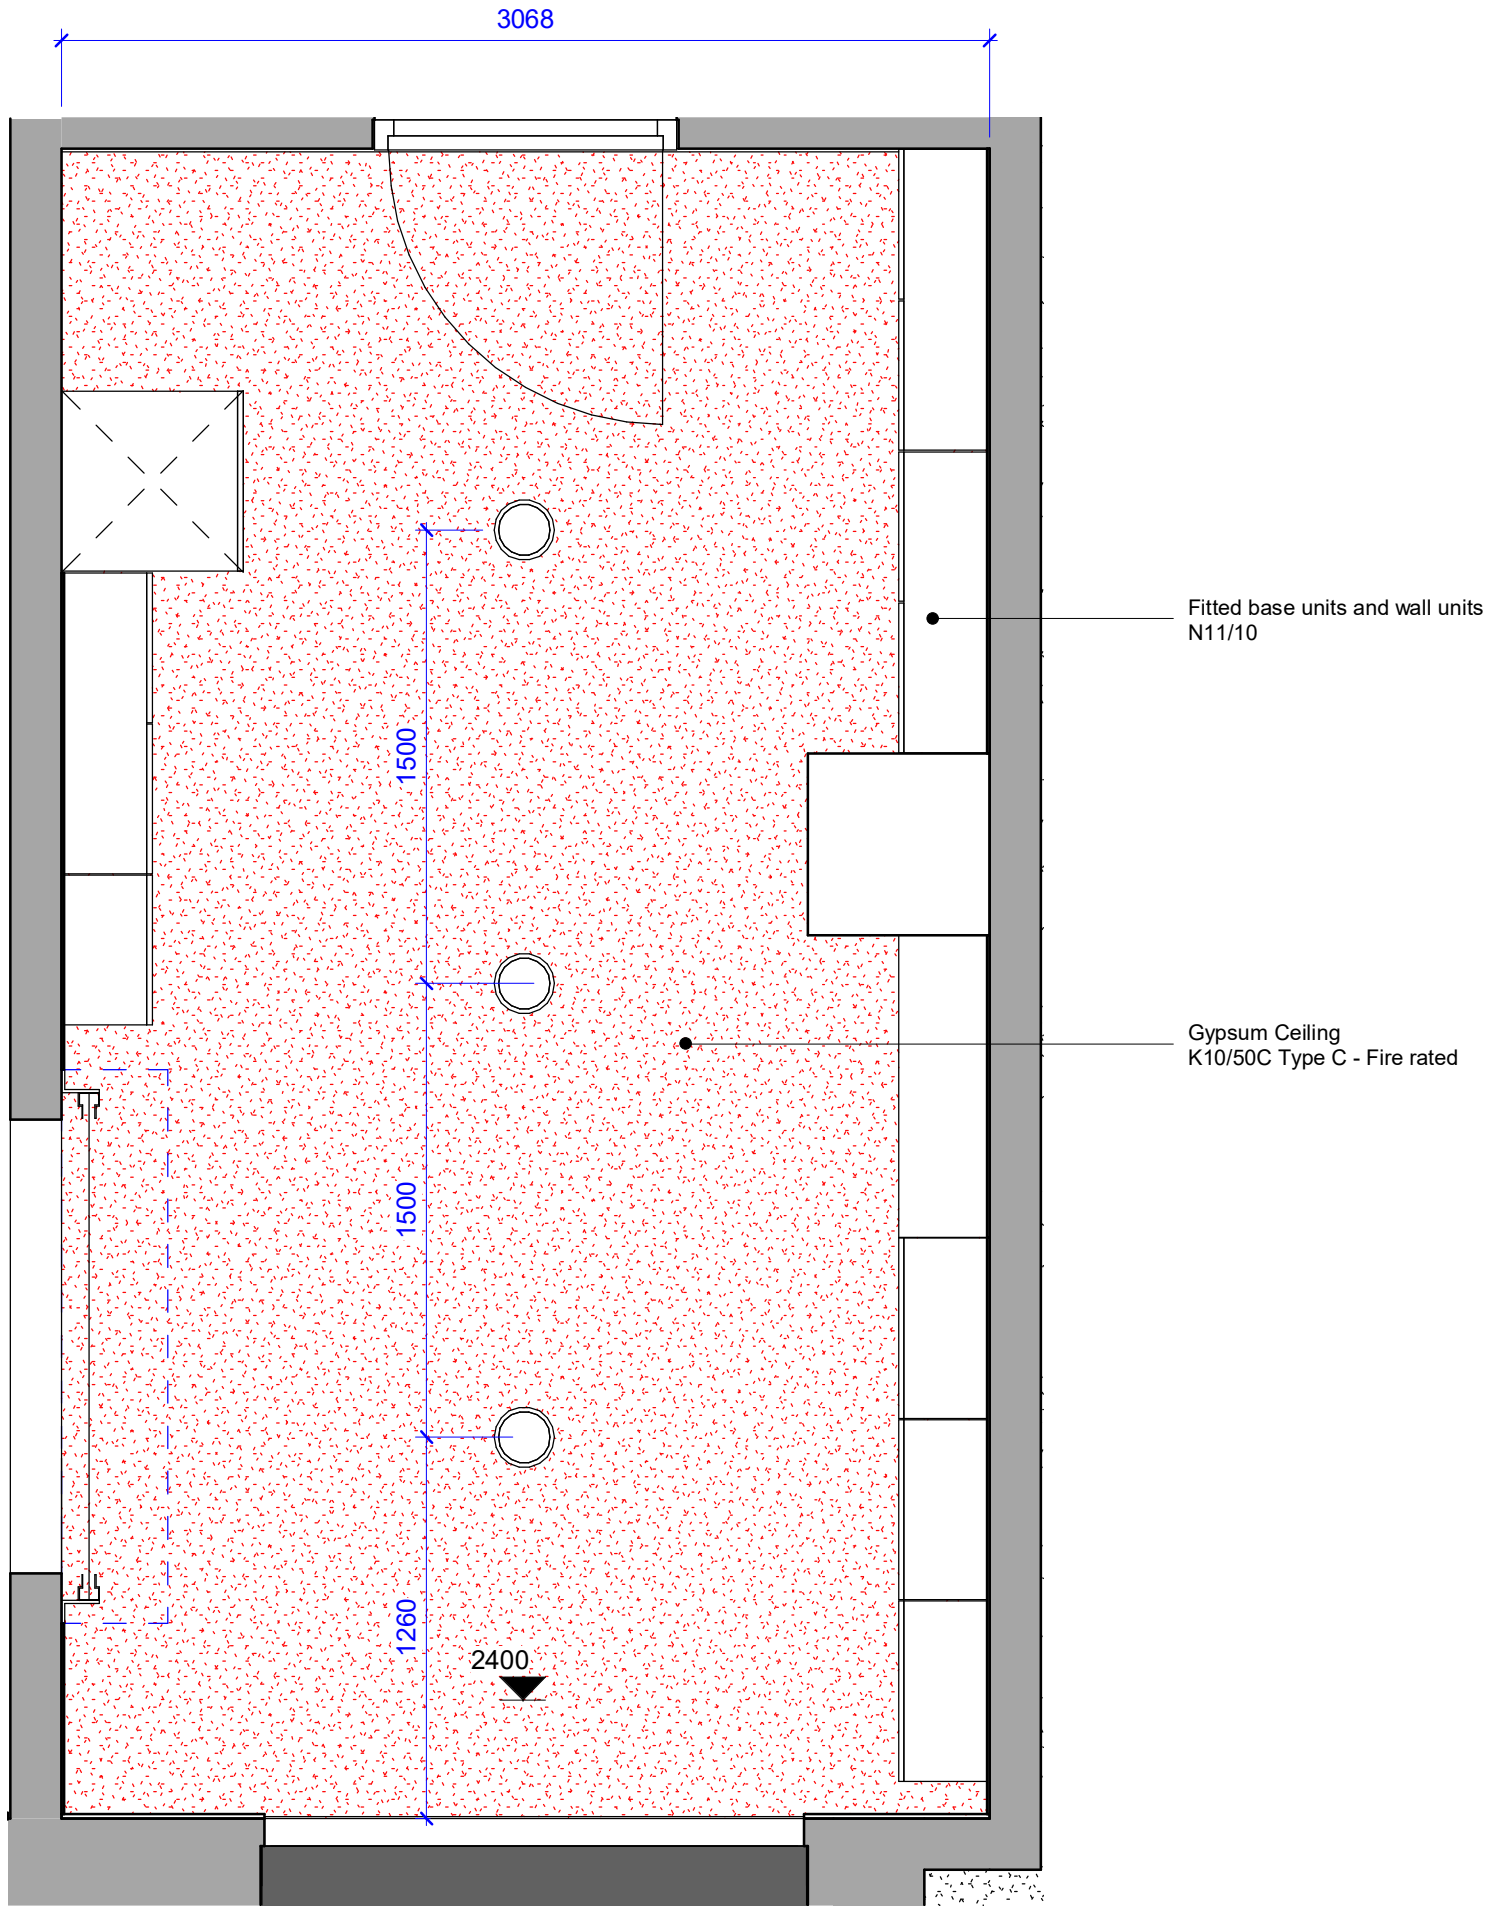 3068
Fitted base units and wall units
N11/10
1500
Gypsum Ceiling
K10/50C Type C - Fire rated
1500
1260
2400